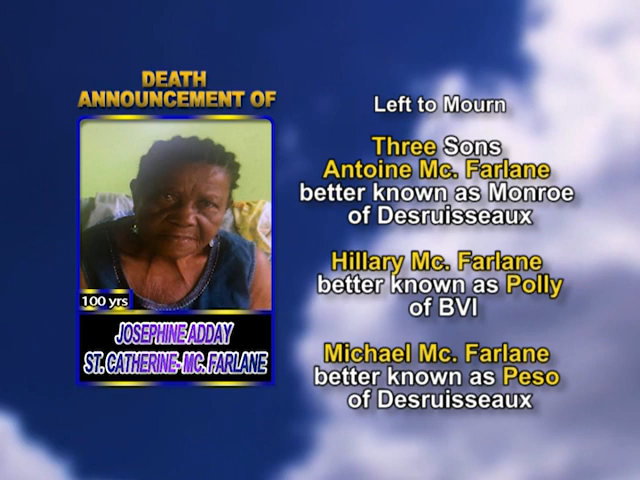 DEATH
ANNOUNCEMENT OF
100 yrs
JOSEPHINE ADDAY
ST. CATHERINE- MC. FARLANE
Left to Mourn
Three Sons
Antoine Mc. Farlane
better known as Monroe
of Desruisseaux
Hillary Mc. Farlane
better known as Polly
of BVI
Michael Mc. Farlane
better known as Peso
of Desruisseaux